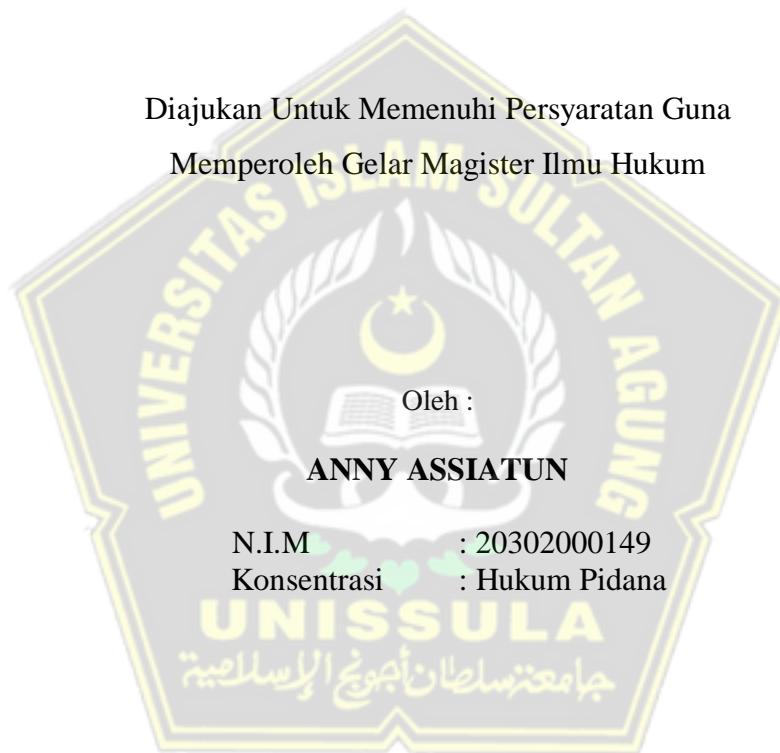 Diajukan Untuk Memenuhi Persyaratan Guna
Memperoleh Gelar Magister Ilmu Hukum
UNIVERSITAS ISLAM SULTAN AGUNG
Oleh :
ANNY ASSIATUN
N.I.M : 20302000149
Konsentrasi : Hukum Pidana
UNISSULA
جامعة سلطان أجونج الإسلامية